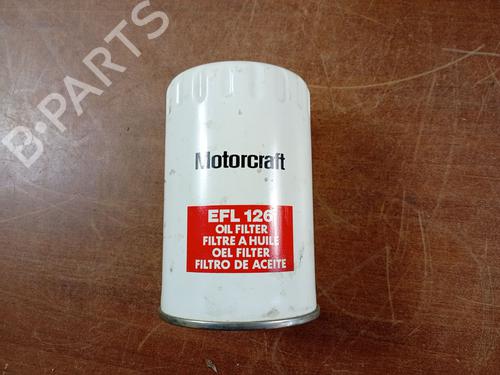 B-PARTS
Motorcraft
EFL 126
OIL FILTER
FILTRE A HUILE
OEL FILTER
FILTRO DE ACEITE